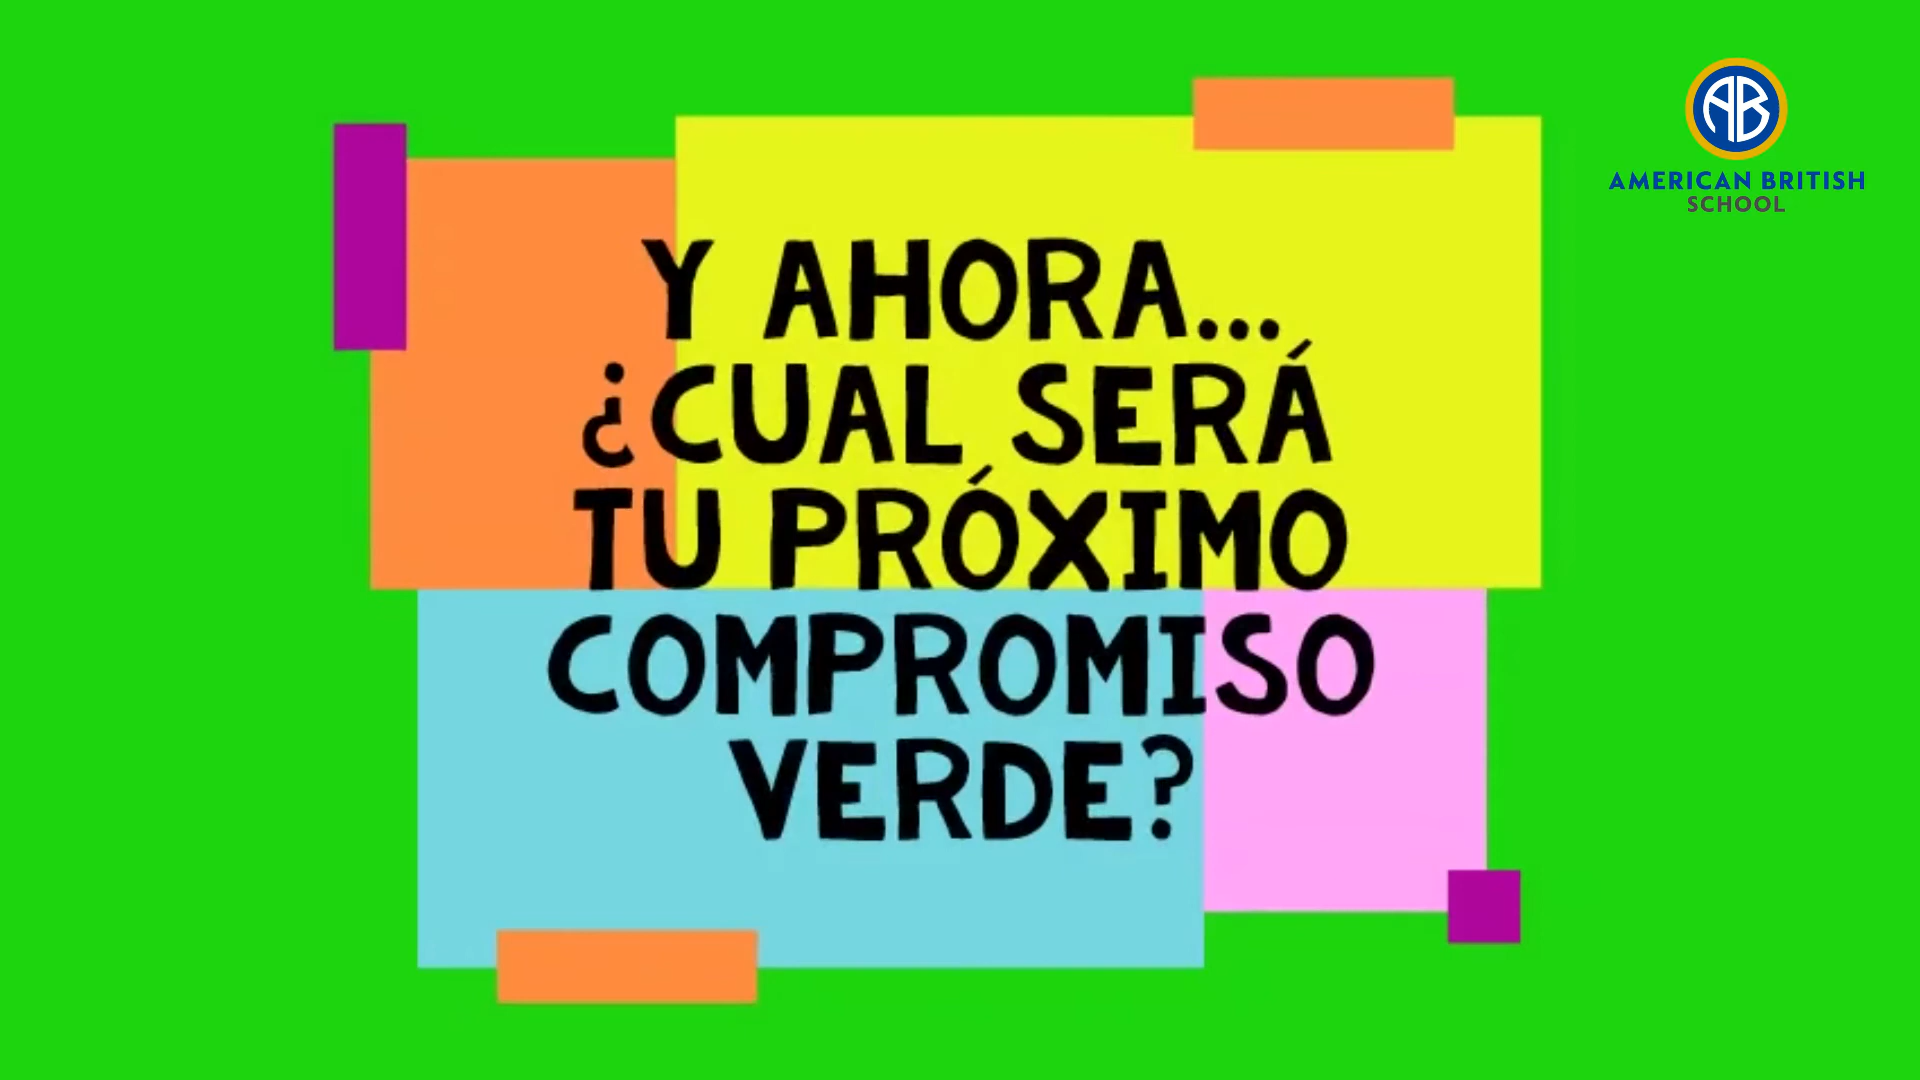 Y AHORA...
¿CUAL SERÁ
TU PRÓXIMO
COMPROMISO
VERDE?
AB
AMERICAN BRITISH
SCHOOL